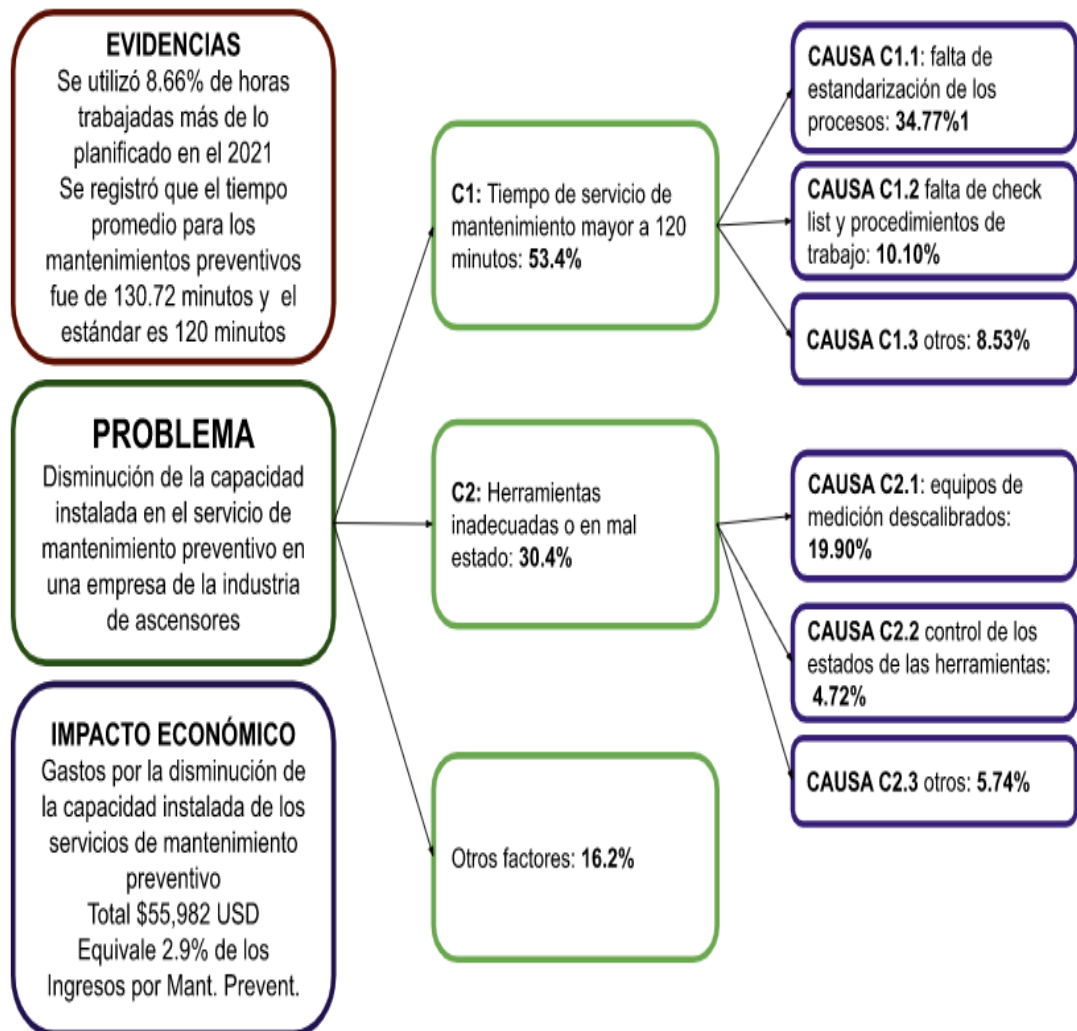 EVIDENCIAS
Se utilizó 8.66% de horas
trabajadas más de lo
planificado en el 2021
Se registró que el tiempo
promedio para los
mantenimientos preventivos
fue de 130.72 minutos y el
estándar es 120 minutos
PROBLEMA
Disminución de la capacidad
instalada en el servicio de
mantenimiento preventivo en
una empresa de la industria
de ascensores
IMPACTO ECONÓMICO
Gastos por la disminución de
la capacidad instalada de los
servicios de mantenimiento
preventivo
Total $55,982 USD
Equivale 2.9% de los
Ingresos por Mant. Prevent.
C1: Tiempo de servicio de
mantenimiento mayor a 120
minutos: 53.4%
C2: Herramientas
inadecuadas o en mal
estado: 30.4%
Otros factores: 16.2%
CAUSA C1.1: falta de
estandarización de los
procesos: 34.77%1
CAUSA C1.2 falta de check
list y procedimientos de
trabajo: 10.10%
CAUSA C1.3 otros: 8.53%
CAUSA C2.1: equipos de
medición descalibrados:
19.90%
CAUSA C2.2 control de los
estados de las herramientas:
4.72%
CAUSA C2.3 otros: 5.74%